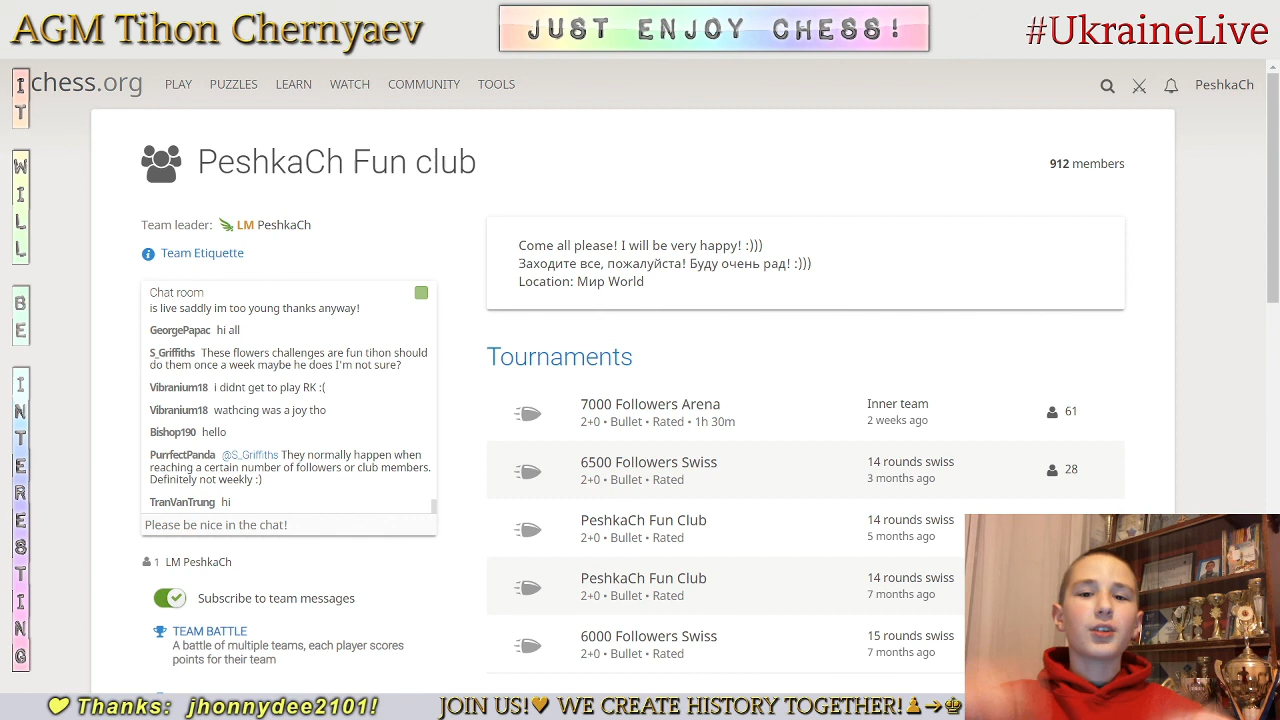 AGM Tihon Chernyaev
JUST ENJOY CHESS!
#UkraineLive
IT WILL BE INTERESTING
chess.org
PLAY PUZZLES LEARN WATCH COMMUNITY TOOLS
PeshkaCh
PeshkaCh Fun club
912 members
Team leader: LM PeshkaCh
Team Etiquette
Chat room
is live saddly im too young thanks anyway!
GeorgePapac hi all
S_Griffiths These flowers challenges are fun tihon should
do them once a week maybe he does I'm not sure?
Vibranium18 i didnt get to play RK :(
Vibranium18 wathcing was a joy tho
Bishop190 hello
PurrfectPanda @S_Griffiths They normally happen when
reaching a certain number of followers or club members.
Definitely not weekly :)
TranVanTrung hi
Please be nice in the chat!
1 LM PeshkaCh
Subscribe to team messages
TEAM BATTLE
A battle of multiple teams, each player scores
points for their team
Come all please! I will be very happy! :)))
Заходите все, пожалуйста! Буду очень рад! :)))
Location: Мир World
Tournaments
7000 Followers Arena Inner team 61
2+0 • Bullet • Rated • 1h 30m 2 weeks ago
6500 Followers Swiss 14 rounds swiss 28
2+0 • Bullet • Rated 3 months ago
PeshkaCh Fun Club 14 rounds swiss
2+0 • Bullet • Rated 5 months ago
PeshkaCh Fun Club 14 rounds swiss
2+0 • Bullet • Rated 7 months ago
6000 Followers Swiss 15 rounds swiss
2+0 • Bullet • Rated 7 months ago
Thanks: jhonnydee2101!
JOIN US! WE CREATE HISTORY TOGETHER!